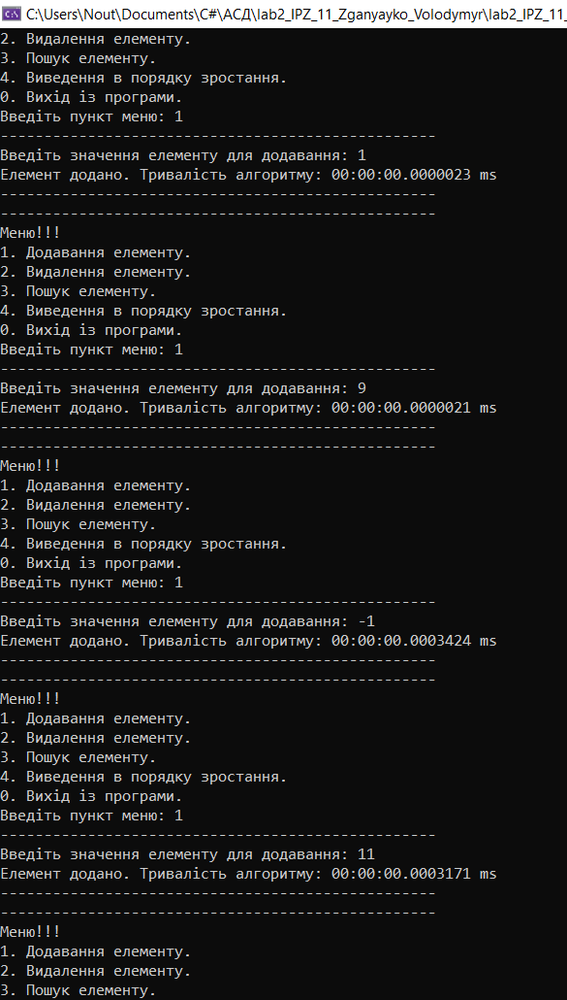 C:\Users\Nout\Documents\C#\АСД\lab2_IPZ_11_Zganyayko_Volodymyr\lab2_IPZ_11_
2. Видалення елементу.
3. Пошук елементу.
4. Виведення в порядку зростання.
0. Вихід із програми.
Введіть пункт меню: 1
--------------------------------------------------
Введіть значення елементу для додавання: 1
Елемент додано. Тривалість алгоритму: 00:00:00.0000023 ms
--------------------------------------------------
--------------------------------------------------
Меню!!!
1. Додавання елементу.
2. Видалення елементу.
3. Пошук елементу.
4. Виведення в порядку зростання.
0. Вихід із програми.
Введіть пункт меню: 1
--------------------------------------------------
Введіть значення елементу для додавання: 9
Елемент додано. Тривалість алгоритму: 00:00:00.0000021 ms
--------------------------------------------------
--------------------------------------------------
Меню!!!
1. Додавання елементу.
2. Видалення елементу.
3. Пошук елементу.
4. Виведення в порядку зростання.
0. Вихід із програми.
Введіть пункт меню: 1
--------------------------------------------------
Введіть значення елементу для додавання: -1
Елемент додано. Тривалість алгоритму: 00:00:00.0003424 ms
--------------------------------------------------
--------------------------------------------------
Меню!!!
1. Додавання елементу.
2. Видалення елементу.
3. Пошук елементу.
4. Виведення в порядку зростання.
0. Вихід із програми.
Введіть пункт меню: 1
--------------------------------------------------
Введіть значення елементу для додавання: 11
Елемент додано. Тривалість алгоритму: 00:00:00.0003171 ms
--------------------------------------------------
--------------------------------------------------
Меню!!!
1. Додавання елементу.
2. Видалення елементу.
3. Пошук елементу.